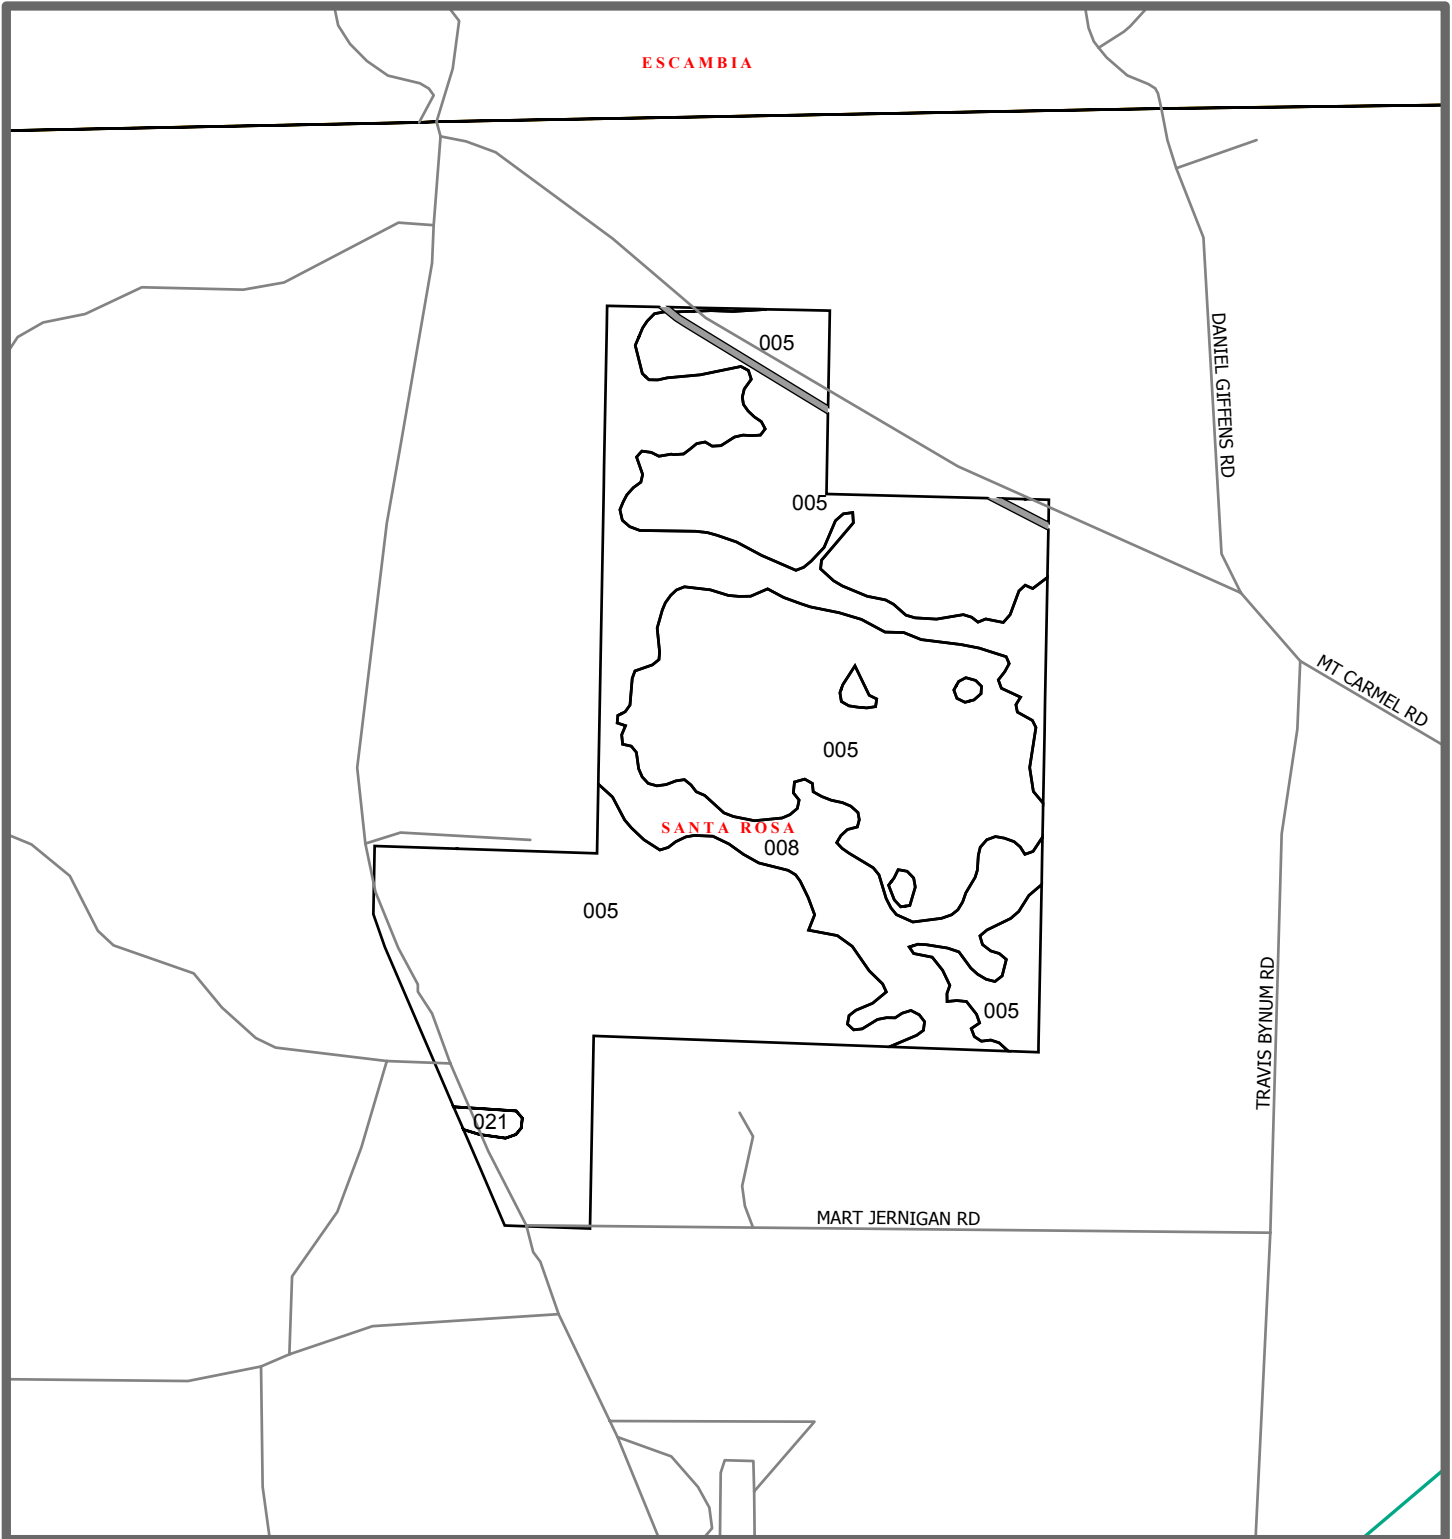 ESCAMBIA
005
DANIEL GIFFENS RD
005
MT CARMEL RD
005
SANTA ROSA
008
005
005
TRAVIS BYNUM RD
021
MART JERNIGAN RD